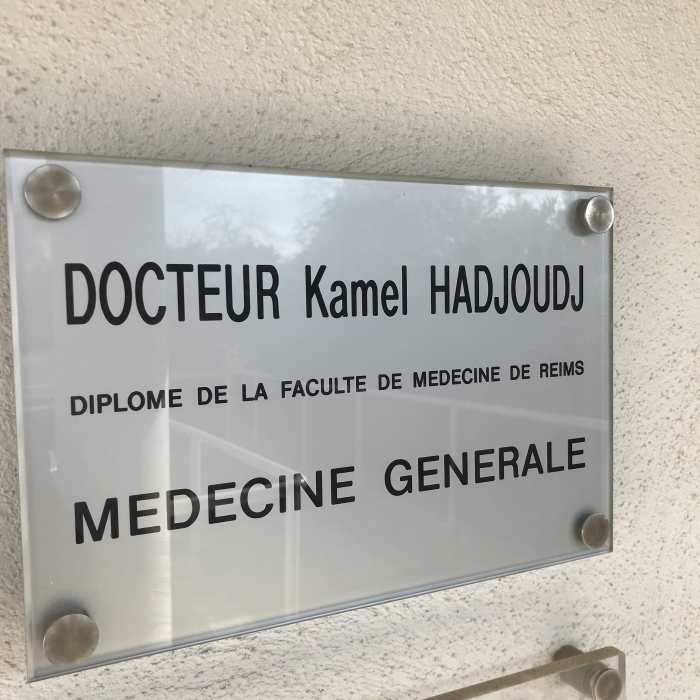 DOCTEUR Kamel HADJOUDJ
DIPLOME DE LA FACULTE DE MEDECINE DE REIMS
MEDECINE GENERALE